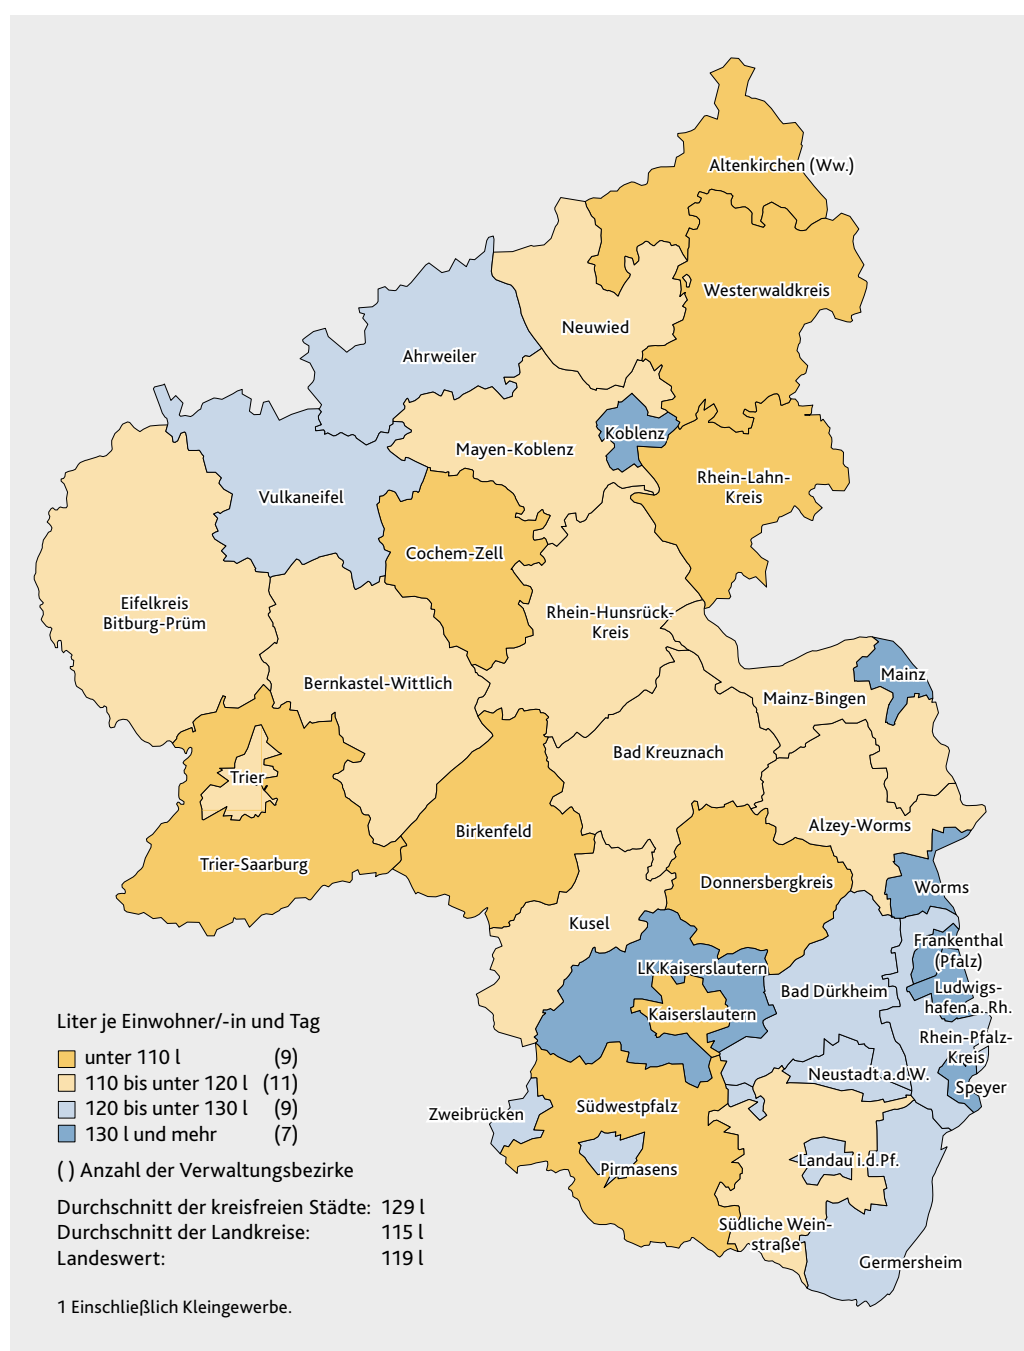 Altenkirchen (Ww.)
Westerwaldkreis
Neuwied
Ahrweiler
Koblenz
Mayen-Koblenz
Rhein-Lahn-
Kreis
Vulkaneifel
Cochem-Zell
Eifelkreis
Bitburg-Prüm
Rhein-Hunsrück-
Kreis
Bernkastel-Wittlich
Mainz
Mainz-Bingen
Bad Kreuznach
Trier
Alzey-Worms
Birkenfeld
Trier-Saarburg
Donnersbergkreis
Worms
Kusel
Frankenthal
(Pfalz)
LK.Kaiserslautern
Bad Dürkheim
Ludwigs-
hafen a. Rh.
Kaiserslautern
Rhein-Pfalz-
Kreis
Neustadt a.d.W.
Speyer
Zweibrücken
Südwestpfalz
Landau i.d.Pf.
Pirmasens
Südliche Wein-
straße
Germersheim
Liter je Einwohner/-in und Tag
unter 110 l (9)
110 bis unter 120 l (11)
120 bis unter 130 l (9)
130 l und mehr (7)
( ) Anzahl der Verwaltungsbezirke
Durchschnitt der kreisfreien Städte: 129 l
Durchschnitt der Landkreise: 115 l
Landeswert: 119 l
1 Einschließlich Kleingewerbe.